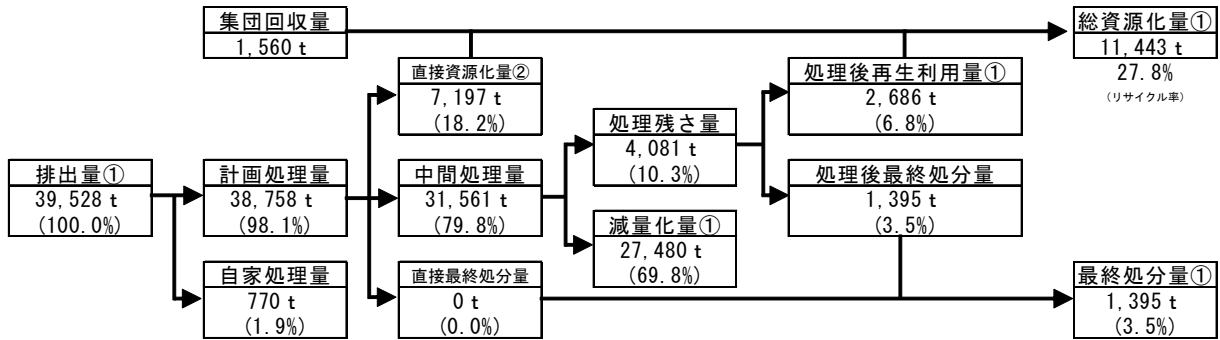 集団回収量
1,560 t
総資源化量①
11,443 t
27.8%
(リサイクル率)
直接資源化量②
7,197 t
(18.2%)
処理後再生利用量①
2,686 t
(6.8%)
処理残さ量
4,081 t
(10.3%)
排出量①
39,528 t
(100.0%)
計画処理量
38,758 t
(98.1%)
中間処理量
31,561 t
(79.8%)
処理後最終処分量
1,395 t
(3.5%)
減量化量①
27,480 t
(69.8%)
自家処理量
770 t
(1.9%)
直接最終処分量
0 t
(0.0%)
最終処分量①
1,395 t
(3.5%)